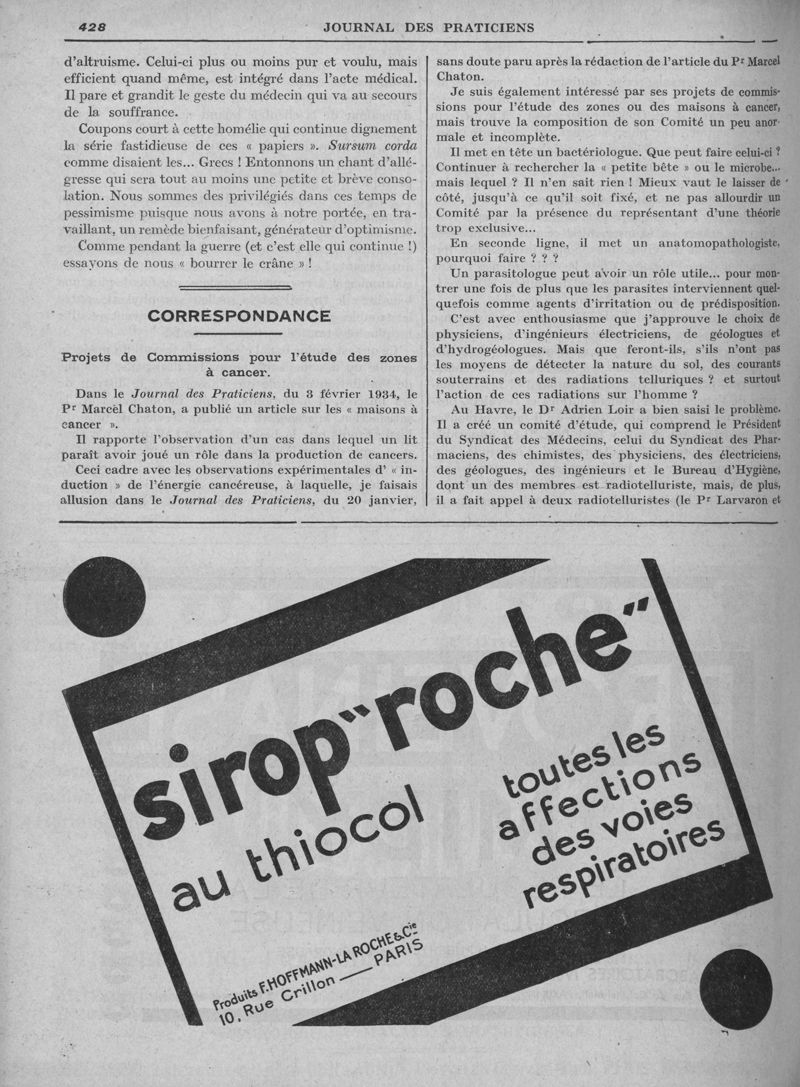 428
JOURNAL DES PRATICIENS
d'altruisme. Celui-ci plus ou moins pur et voulu, mais
efficient quand même, est intégré dans l'acte médical.
Il pare et grandit le geste du médecin qui va au secours
de la souffrance.
Coupons court à cette homélie qui continue dignement
la série fastidieuse de ces « papiers ». Sursum corda
comme disaient les... Grecs ! Entonnons un chant d'allé-
gresse qui sera tout au moins une petite et brève conso-
lation. Nous sommes des privilégiés dans ces temps de
pessimisme puisque nous avons à notre portée, en tra-
vaillant, un remède bienfaisant, générateur d'optimisme.
Comme pendant la guerre (et c'est elle qui continue !)
essayons de nous « bourrer le crâne » !
CORRESPONDANCE
Projets de Commissions pour l'étude des zones
à cancer.
Dans le Journal des Praticiens, du 3 février 1934, le
Pr Marcel Chaton, a publié un article sur les « maisons à
cancer ».
Il rapporte l'observation d'un cas dans lequel un lit
paraît avoir joué un rôle dans la production de cancers.
Ceci cadre avec les observations expérimentales d' « in-
duction » de l'énergie cancéreuse, à laquelle, je faisais
allusion dans le Journal des Praticiens, du 20 janvier,
sans doute paru après la rédaction de l'article du Pr Marcel
Chaton.
Je suis également intéressé par ses projets de commis-
sions pour l'étude des zones ou des maisons à cancer,
mais trouve la composition de son Comité un peu anor-
male et incomplète.
Il met en tête un bactériologue. Que peut faire celui-ci ?
Continuer à rechercher la « petite bête » ou le microbe...
mais lequel ? Il n'en sait rien ! Mieux vaut le laisser de
côté, jusqu'à ce qu'il soit fixé, et ne pas allourdir un
Comité par la présence du représentant d'une théorie
trop exclusive...
En seconde ligne, il met un anatomopathologiste,
pourquoi faire ? ? ?
Un parasitologue peut avoir un rôle utile... pour mon-
trer une fois de plus que les parasites interviennent quel-
quefois comme agents d'irritation ou de prédisposition.
C'est avec enthousiasme que j'approuve le choix de
physiciens, d'ingénieurs électriciens, de géologues et
d'hydrogéologues. Mais que feront-ils, s'ils n'ont pas
les moyens de détecter la nature du sol, des courants
souterrains et des radiations telluriques ? et surtout
l'action de ces radiations sur l'homme ?
Au Havre, le Dr Adrien Loir a bien saisi le problème.
Il a créé un comité d'étude, qui comprend le Président
du Syndicat des Médecins, celui du Syndicat des Phar-
maciens, des chimistes, des physiciens, des électriciens,
des géologues, des ingénieurs et le Bureau d'Hygiène,
dont un des membres est radiotelluriste, mais, de plus,
il a fait appel à deux radiotelluristes (le Pr Larvaron et
sirop "roche"
au thiocol
toutes les
affections
des voies
respiratoires
Produits F. HOFFMANN-LA ROCHE & Cie
10, Rue Crillon — PARIS